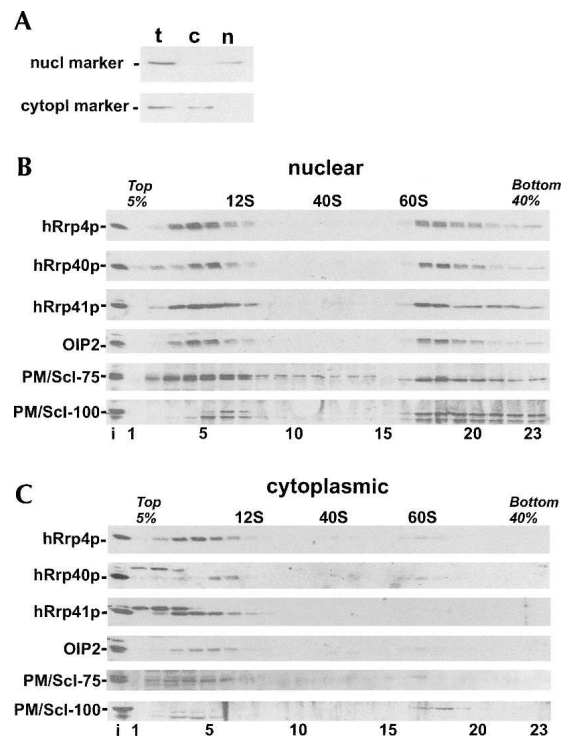 A
t c n
nucl marker
cytopl marker
B
nuclear
Top 5%
12S 40S 60S
Bottom 40%
hRrp4p
hRrp40p
hRrp41p
OIP2
PM/Scl-75
PM/Scl-100
i 1 5 10 15 20 23
C
cytoplasmic
Top 5%
12S 40S 60S
Bottom 40%
hRrp4p
hRrp40p
hRrp41p
OIP2
PM/Scl-75
PM/Scl-100
i 1 5 10 15 20 23